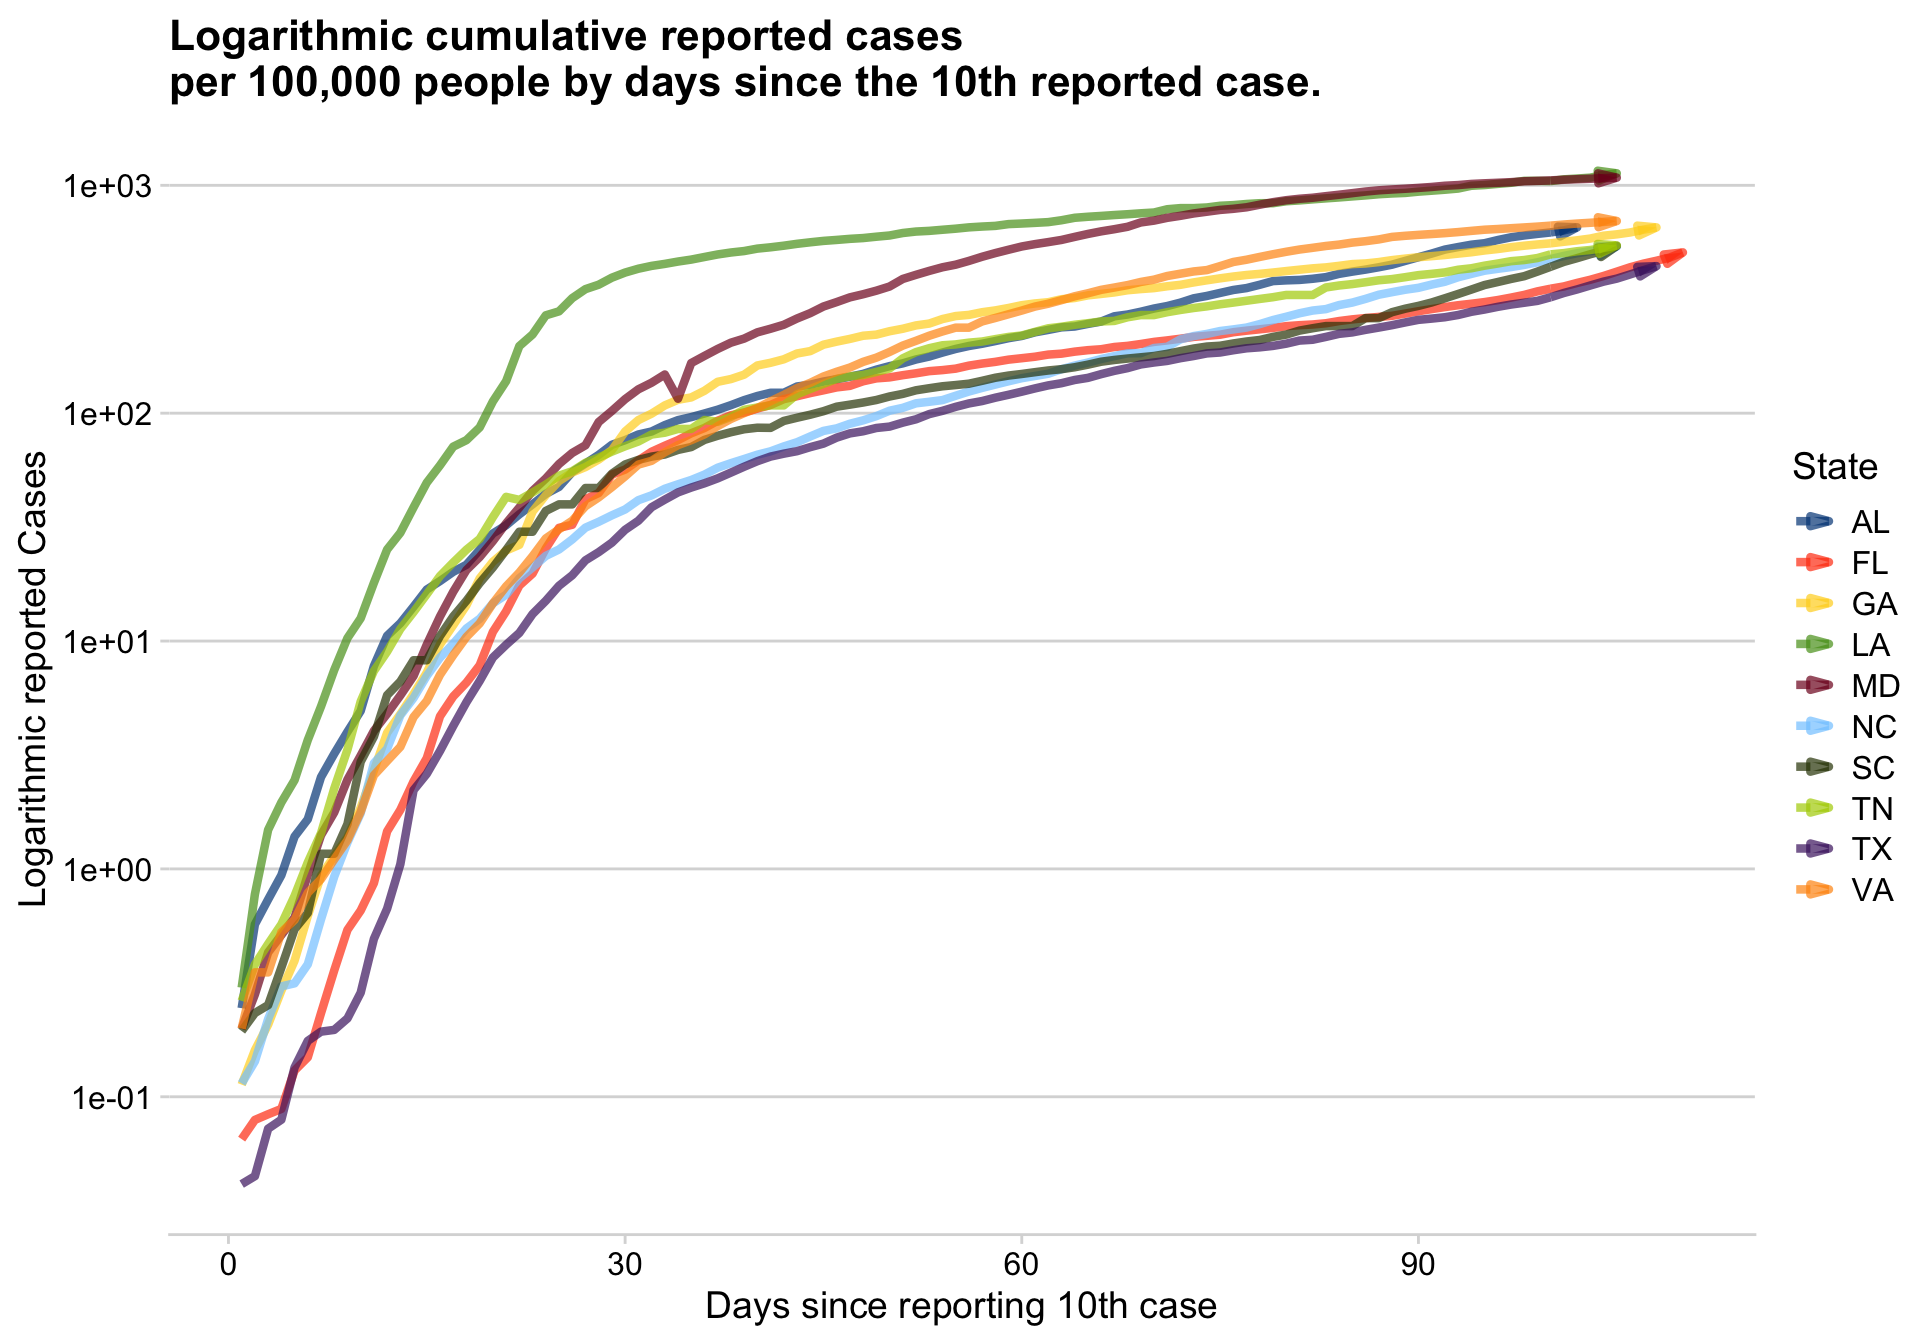 Logarithmic cumulative reported cases
per 100,000 people by days since the 10th reported case.
Logarithmic reported Cases
1e+03
1e+02
1e+01
1e+00
1e-01
0
30
60
90
Days since reporting 10th case
State
AL
FL
GA
LA
MD
NC
SC
TN
TX
VA